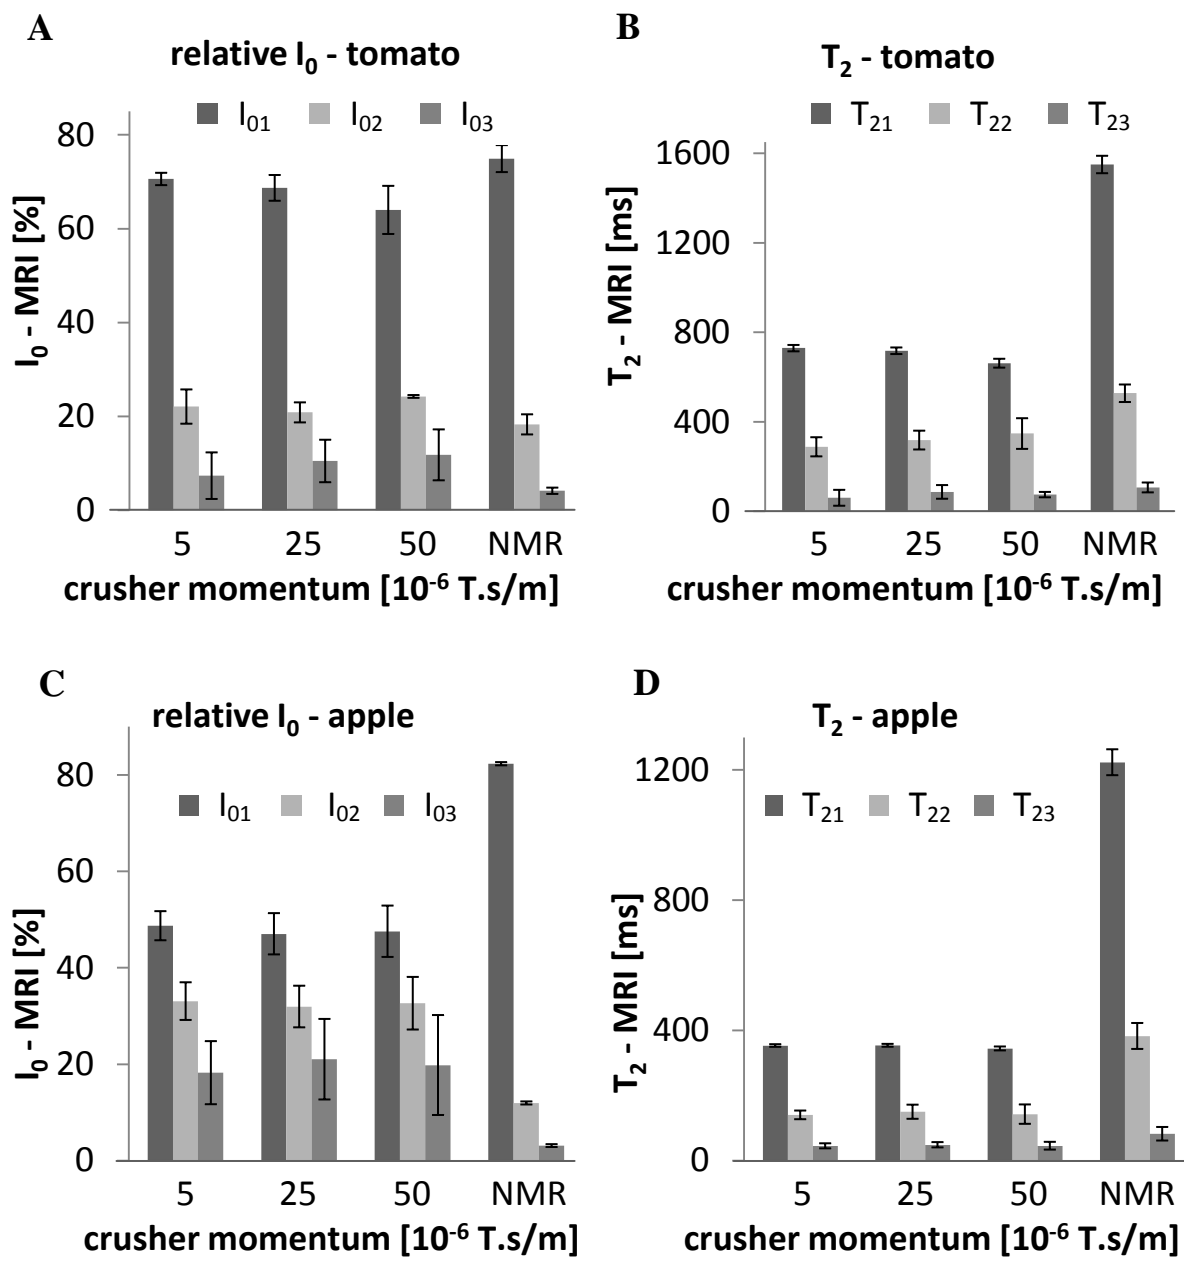 A
relative I₀ - tomato
I₀₁ I₀₂ I₀₃
I₀ - MRI [%]
80
60
40
20
0
5 25 50 NMR
crusher momentum [10⁻⁶ T.s/m]
B
T₂ - tomato
T₂₁ T₂₂ T₂₃
T₂ - MRI [ms]
1600
1200
800
400
0
5 25 50 NMR
crusher momentum [10⁻⁶ T.s/m]
C
relative I₀ - apple
I₀₁ I₀₂ I₀₃
I₀ - MRI [%]
80
60
40
20
0
5 25 50 NMR
crusher momentum [10⁻⁶ T.s/m]
D
T₂ - apple
T₂₁ T₂₂ T₂₃
T₂ - MRI [ms]
1200
800
400
0
5 25 50 NMR
crusher momentum [10⁻⁶ T.s/m]